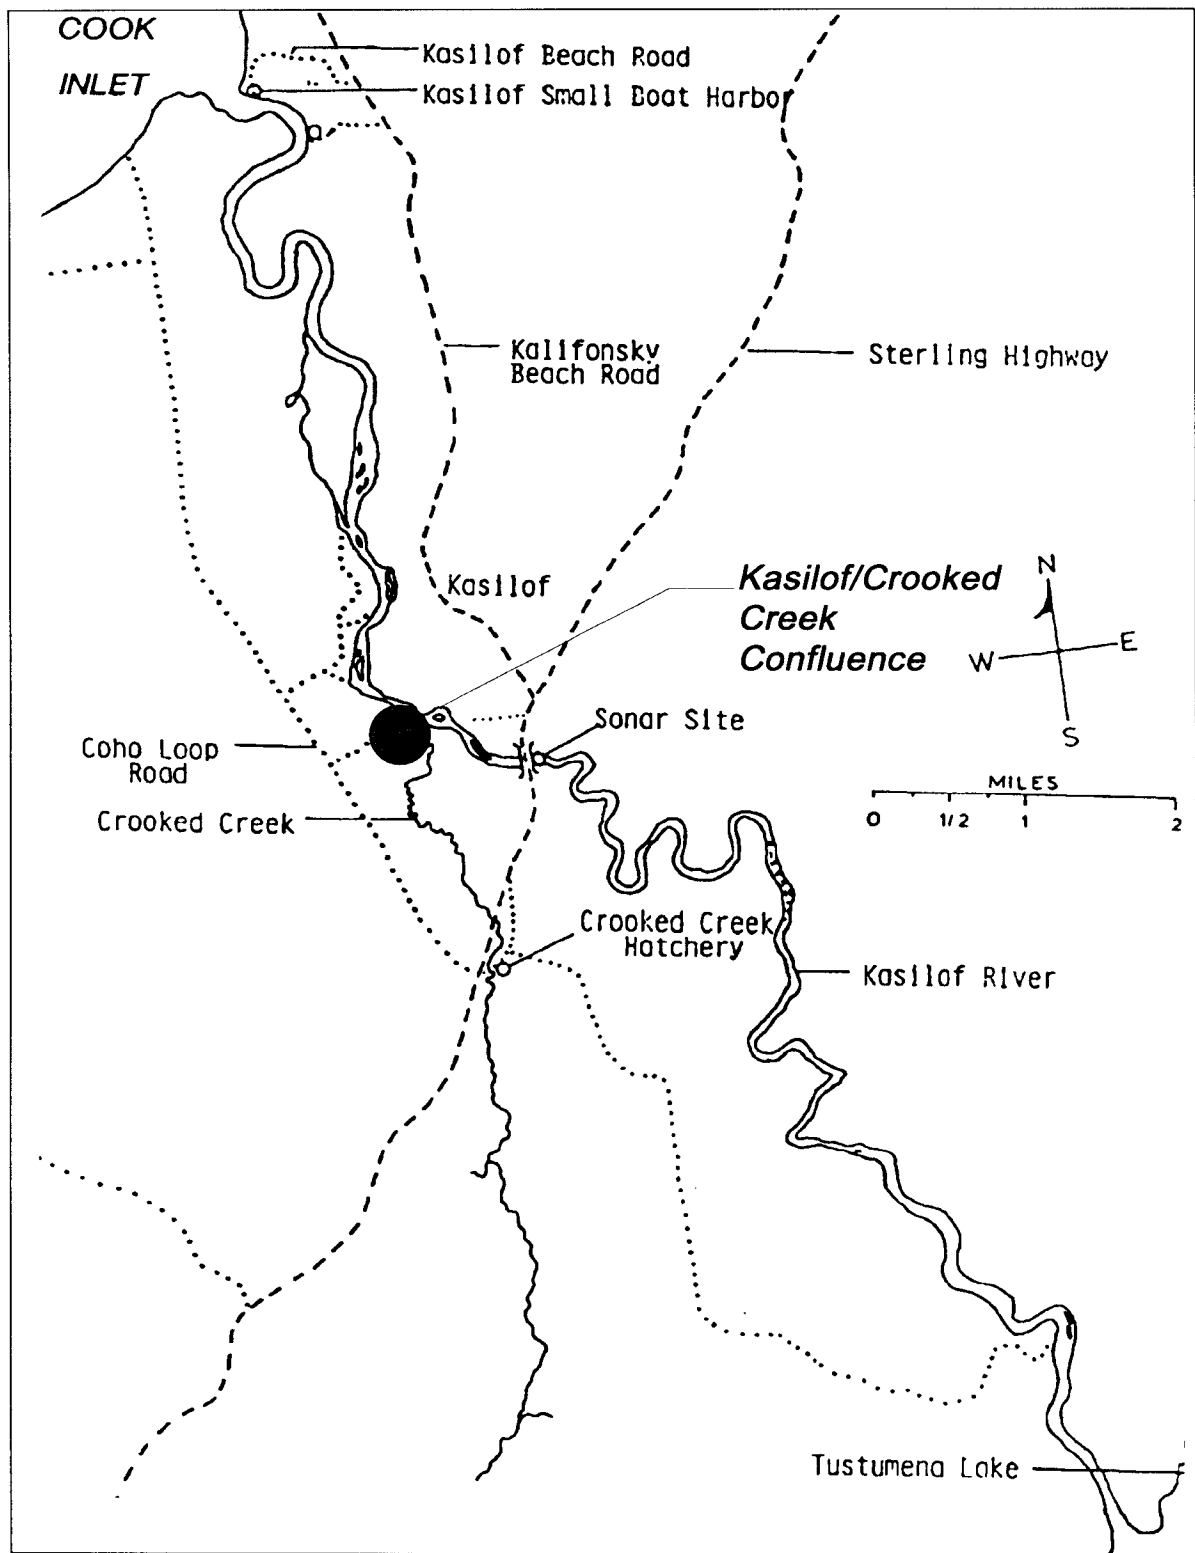 COOK
INLET
Kasilof Beach Road
Kasilof Small Boat Harbor
Kalifonsky
Beach Road
Sterling Highway
Kasilof
Kasilof/Crooked
Creek
Confluence
N
W
E
S
Sonar Site
Coho Loop
Road
MILES
0 1/2 1 2
Crooked Creek
Crooked Creek
Hatchery
Kasilof River
Tustumena Lake